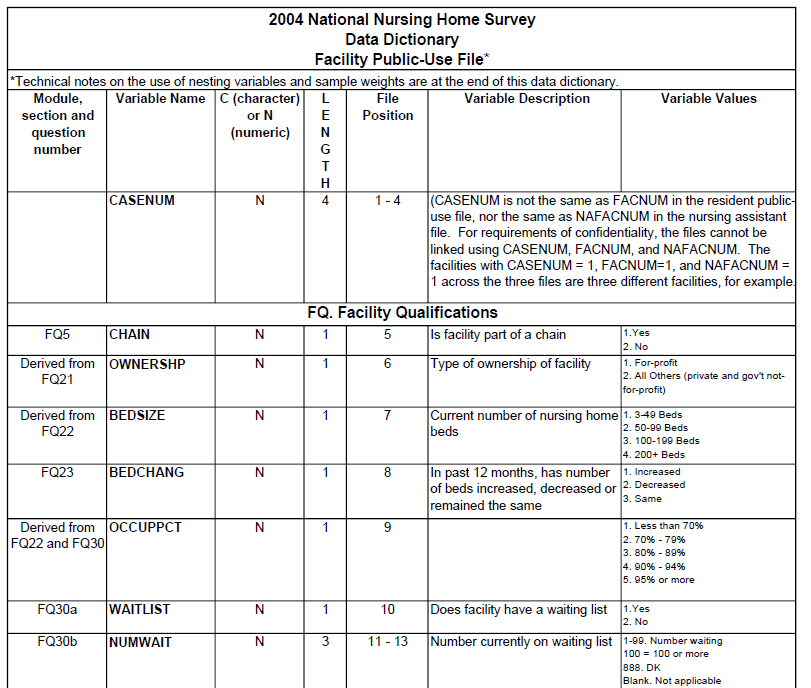 2004 National Nursing Home Survey
Data Dictionary
Facility Public-Use File*
*Technical notes on the use of nesting variables and sample weights are at the end of this data dictionary.
Module, section and question number
Variable Name
C (character) or N (numeric)
LENGTH
File Position
Variable Description
Variable Values
CASENUM N 4 1 - 4 (CASENUM is not the same as FACNUM in the resident public-
use file, nor the same as NAFACNUM in the nursing assistant
file. For requirements of confidentiality, the files cannot be
linked using CASENUM, FACNUM, and NAFACNUM. The
facilities with CASENUM = 1, FACNUM=1, and NAFACNUM =
1 across the three files are three different facilities, for example.
FQ. Facility Qualifications
FQ5 CHAIN N 1 5 Is facility part of a chain 1.Yes
2. No
Derived from OWNERSHP N 1 6 Type of ownership of facility 1. For-profit
FQ21 2. All Others (private and gov't not-
for-profit)
Derived from BEDSIZE N 1 7 Current number of nursing home 1. 3-49 Beds
FQ22 beds 2. 50-99 Beds
3. 100-199 Beds
4. 200+ Beds
FQ23 BEDCHANG N 1 8 In past 12 months, has number 1. Increased
of beds increased, decreased or 2. Decreased
remained the same 3. Same
Derived from OCCUPPCT N 1 9 1. Less than 70%
FQ22 and FQ30 2. 70% - 79%
3. 80% - 89%
4. 90% - 94%
5. 95% or more
FQ30a WAITLIST N 1 10 Does facility have a waiting list 1.Yes
2. No
FQ30b NUMWAIT N 3 11 - 13 Number currently on waiting list 1-99. Number waiting
100 = 100 or more
888. DK
Blank. Not applicable